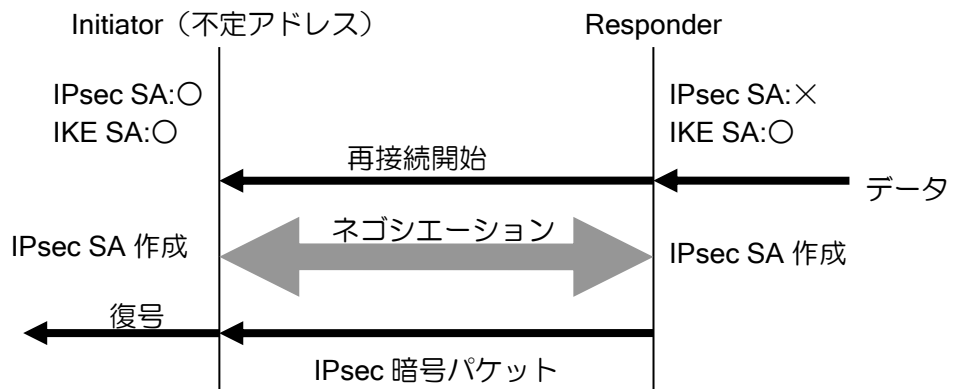 Initiator（不定アドレス）
Responder
IPsec SA:○
IKE SA:○
IPsec SA:×
IKE SA:○
再接続開始
データ
ネゴシエーション
IPsec SA 作成
IPsec SA 作成
復号
IPsec 暗号パケット